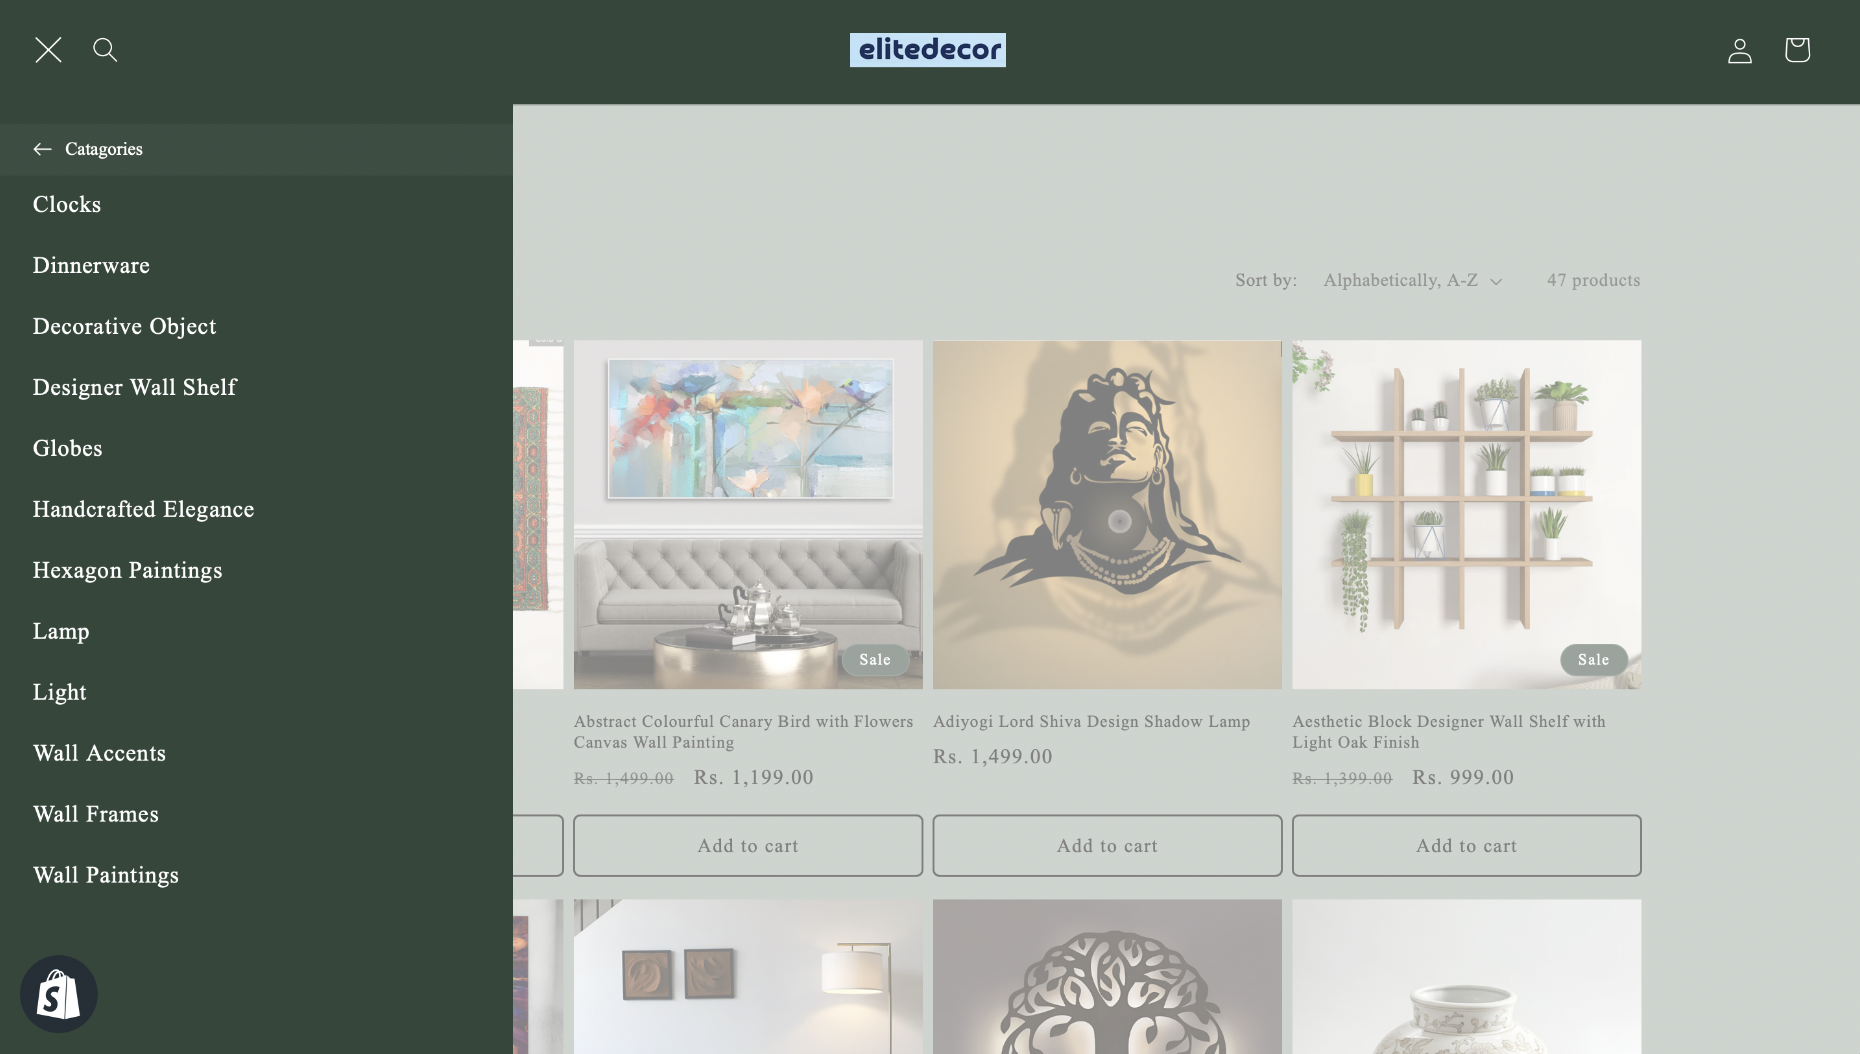 elitedecor
Catagories
Clocks
Dinnerware
Decorative Object
Designer Wall Shelf
Globes
Handcrafted Elegance
Hexagon Paintings
Lamp
Light
Wall Accents
Wall Frames
Wall Paintings
Sort by: Alphabetically, A-Z 47 products
Sale
Sale
Abstract Colourful Canary Bird with Flowers
Canvas Wall Painting
Rs. 1,499.00 Rs. 1,199.00
Add to cart
Adiyogi Lord Shiva Design Shadow Lamp
Rs. 1,499.00
Add to cart
Aesthetic Block Designer Wall Shelf with
Light Oak Finish
Rs. 1,399.00 Rs. 999.00
Add to cart
S